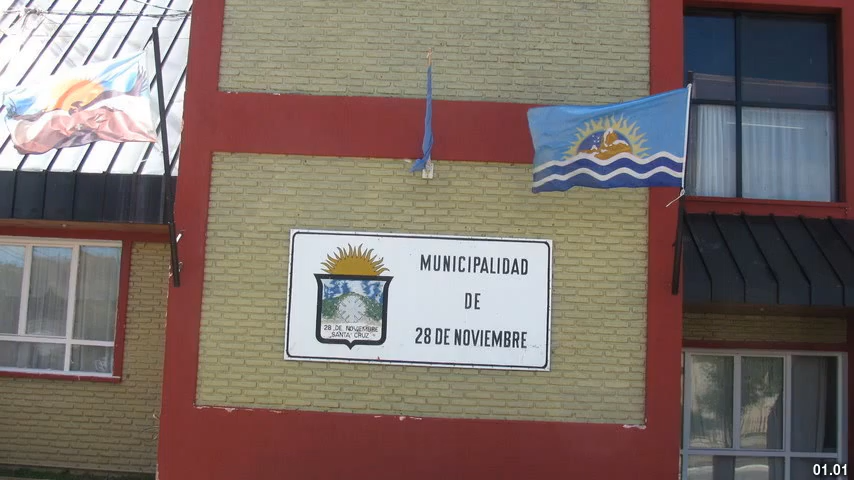 MUNICIPALIDAD
DE
28 DE NOVIEMBRE
28 DE NOVIEMBRE
SANTA CRUZ
01.01